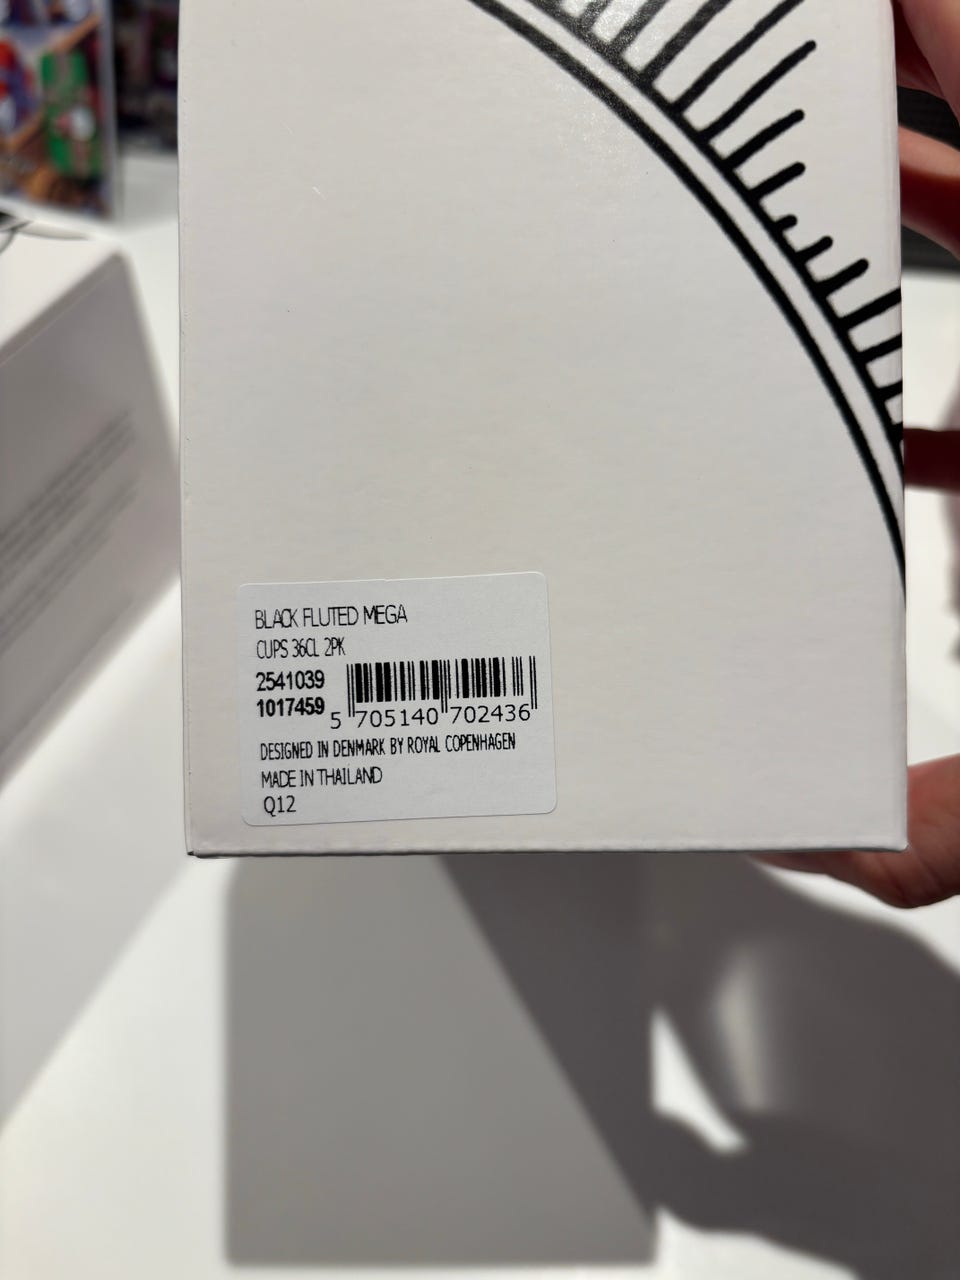 BLACK FLUTED MEGA
CUPS 36CL 2PK
2541039
1017459
5 705140 702436
DESIGNED IN DENMARK BY ROYAL COPENHAGEN
MADE IN THAILAND
Q12